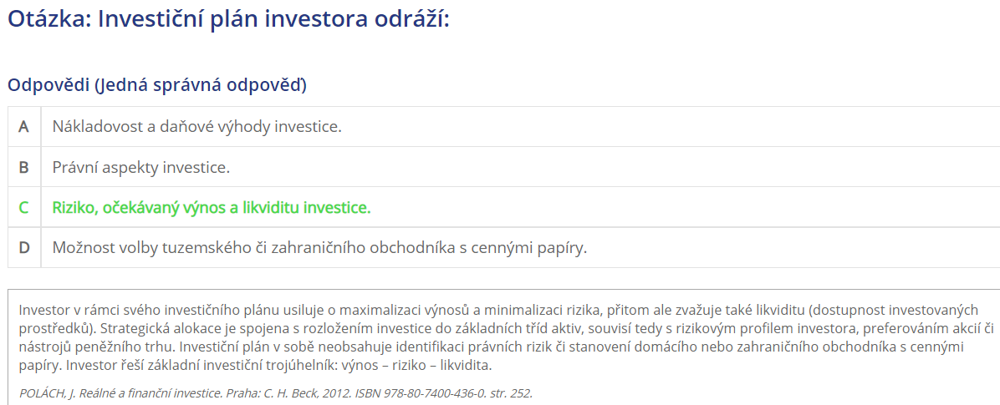 Otázka: Investiční plán investora odráží:
Odpovědi (Jedná správná odpověď)
A Nákladovost a daňové výhody investice.
B Právní aspekty investice.
C Riziko, očekávaný výnos a likviditu investice.
D Možnost volby tuzemského či zahraničního obchodníka s cennými papíry.
Investor v rámci svého investičního plánu usiluje o maximalizaci výnosů a minimalizaci rizika, přitom ale zvažuje také likviditu (dostupnost investovaných
prostředků). Strategická alokace je spojena s rozložením investice do základních tříd aktiv, souvisí tedy s rizikovým profilem investora, preferováním akcií či
nástrojů peněžního trhu. Investiční plán v sobě neobsahuje identifikaci právních rizik či stanovení domácího nebo zahraničního obchodníka s cennými
papíry. Investor řeší základní investiční trojúhelník: výnos – riziko – likvidita.
POLÁCH, J. Reálné a finanční investice. Praha: C. H. Beck, 2012. ISBN 978-80-7400-436-0. str. 252.